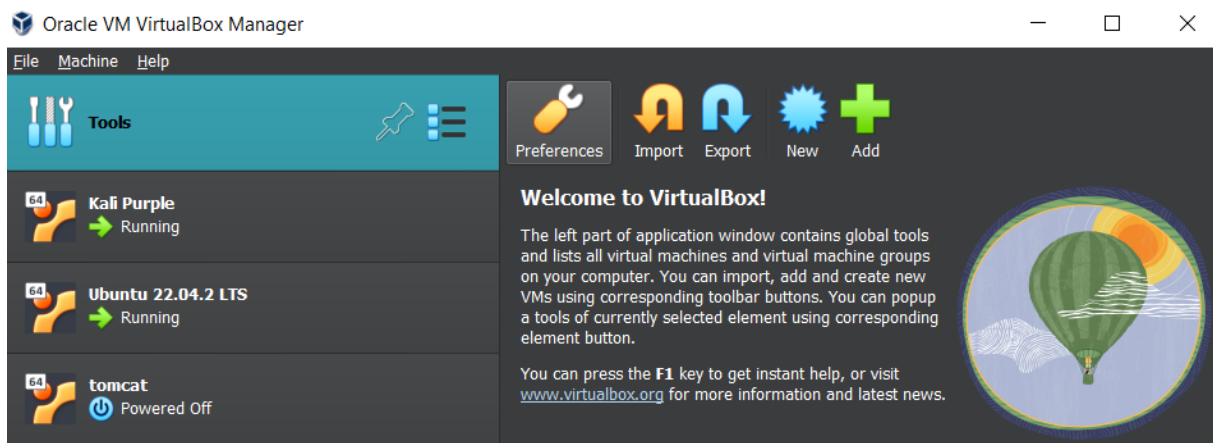 Oracle VM VirtualBox Manager
File Machine Help
Tools
Preferences Import Export New Add
64
Kali Purple
Running
64
Ubuntu 22.04.2 LTS
Running
64
tomcat
Powered Off
Welcome to VirtualBox!
The left part of application window contains global tools
and lists all virtual machines and virtual machine groups
on your computer. You can import, add and create new
VMs using corresponding toolbar buttons. You can popup
a tools of currently selected element using corresponding
element button.
You can press the F1 key to get instant help, or visit
www.virtualbox.org for more information and latest news.